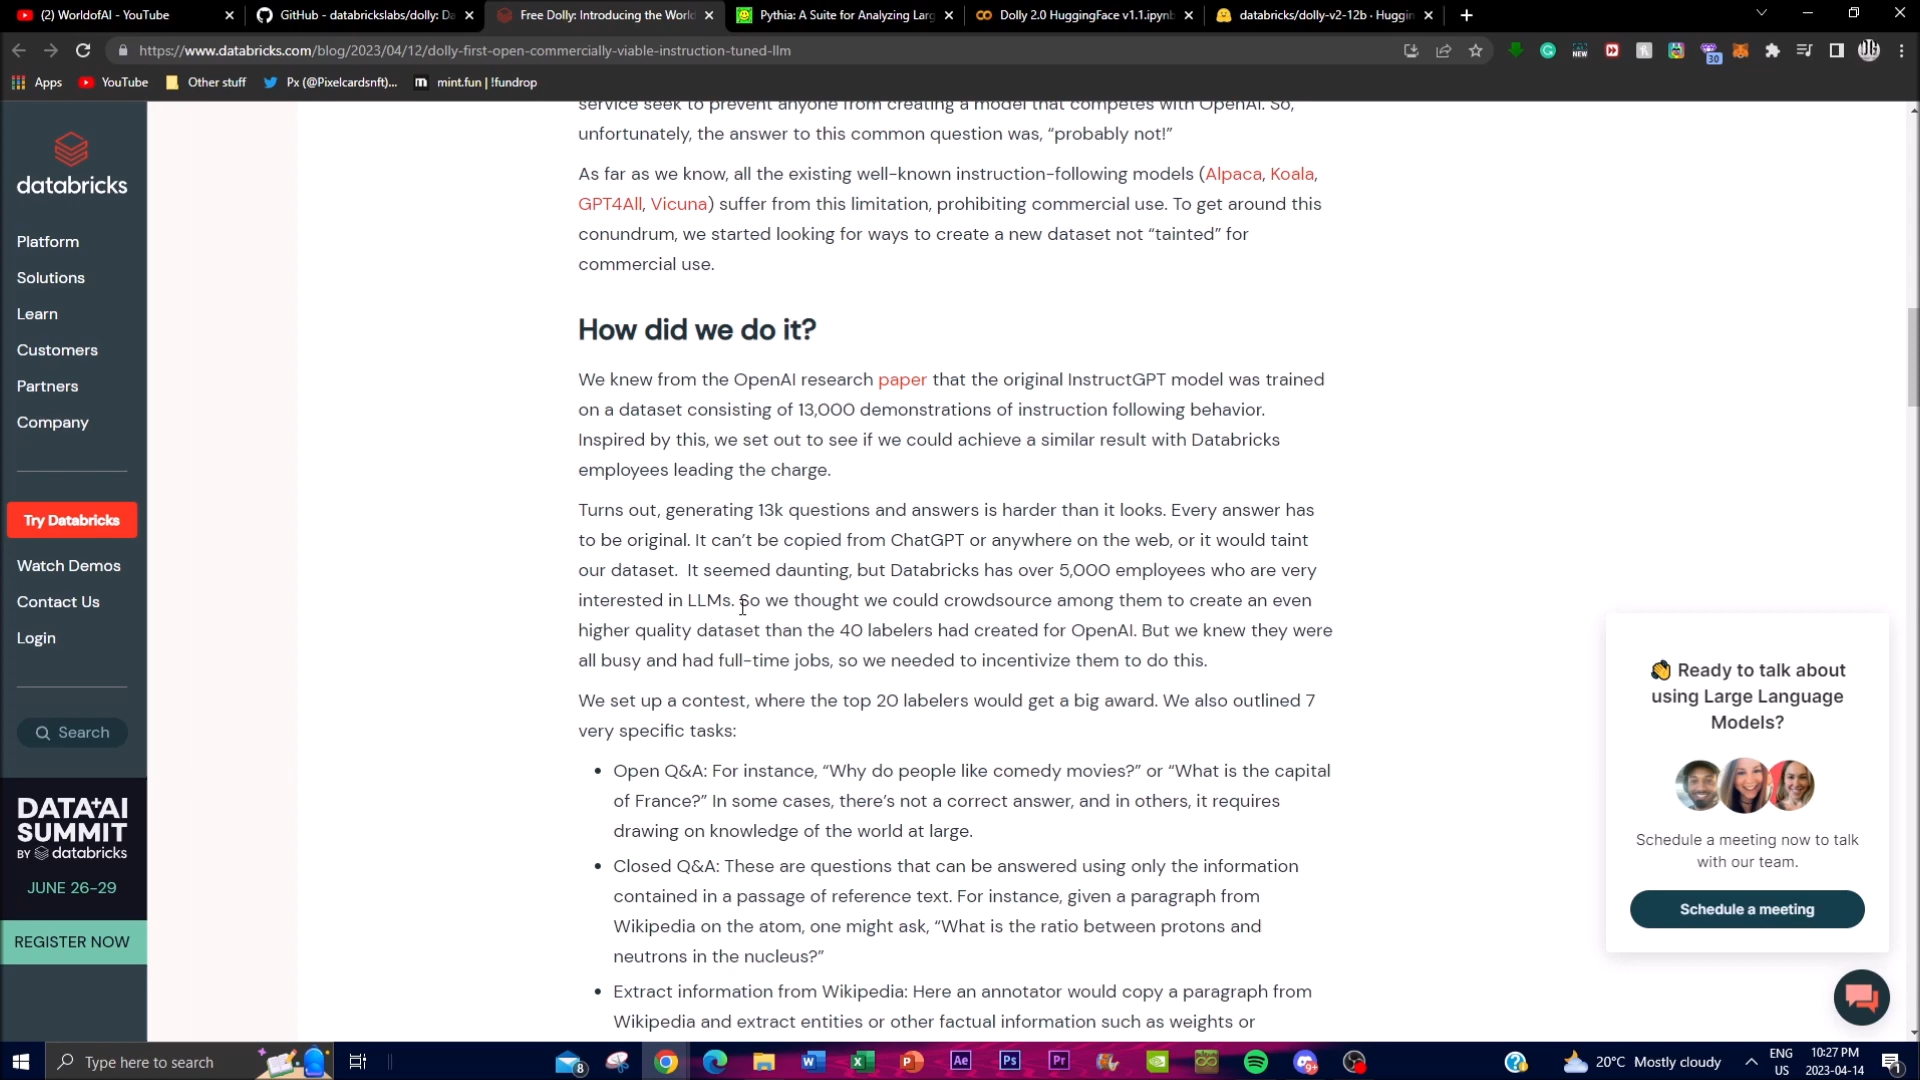 (2) WorldofAI - YouTube
GitHub - databrickslabs/dolly: Da
Free Dolly: Introducing the World
Pythia: A Suite for Analyzing Larg
Dolly 2.0 HuggingFace v1.1.ipynb
databricks/dolly-v2-12b · Huggin
https://www.databricks.com/blog/2023/04/12/dolly-first-open-commercially-viable-instruction-tuned-llm
NEW
30
Apps
YouTube
Other stuff
Px (@Pixelcardsnft)...
mint.fun | !fundrop
databricks
Platform
Solutions
Learn
Customers
Partners
Company
Try Databricks
Watch Demos
Contact Us
Login
Search
DATA+AI
SUMMIT
BY databricks
JUNE 26-29
REGISTER NOW
service seek to prevent anyone from creating a model that competes with OpenAI. So,
unfortunately, the answer to this common question was, “probably not!”
As far as we know, all the existing well-known instruction-following models (Alpaca, Koala,
GPT4All, Vicuna) suffer from this limitation, prohibiting commercial use. To get around this
conundrum, we started looking for ways to create a new dataset not “tainted” for
commercial use.
How did we do it?
We knew from the OpenAI research paper that the original InstructGPT model was trained
on a dataset consisting of 13,000 demonstrations of instruction following behavior.
Inspired by this, we set out to see if we could achieve a similar result with Databricks
employees leading the charge.
Turns out, generating 13k questions and answers is harder than it looks. Every answer has
to be original. It can’t be copied from ChatGPT or anywhere on the web, or it would taint
our dataset. It seemed daunting, but Databricks has over 5,000 employees who are very
interested in LLMs. So we thought we could crowdsource among them to create an even
higher quality dataset than the 40 labelers had created for OpenAI. But we knew they were
all busy and had full-time jobs, so we needed to incentivize them to do this.
We set up a contest, where the top 20 labelers would get a big award. We also outlined 7
very specific tasks:
• Open Q&A: For instance, “Why do people like comedy movies?” or “What is the capital
of France?” In some cases, there’s not a correct answer, and in others, it requires
drawing on knowledge of the world at large.
• Closed Q&A: These are questions that can be answered using only the information
contained in a passage of reference text. For instance, given a paragraph from
Wikipedia on the atom, one might ask, “What is the ratio between protons and
neutrons in the nucleus?”
• Extract information from Wikipedia: Here an annotator would copy a paragraph from
Wikipedia and extract entities or other factual information such as weights or
Ready to talk about
using Large Language
Models?
Schedule a meeting now to talk
with our team.
Schedule a meeting
Type here to search
8
Ae
Ps
Pr
9+
20°C Mostly cloudy
ENG
US
10:27 PM
2023-04-14
1